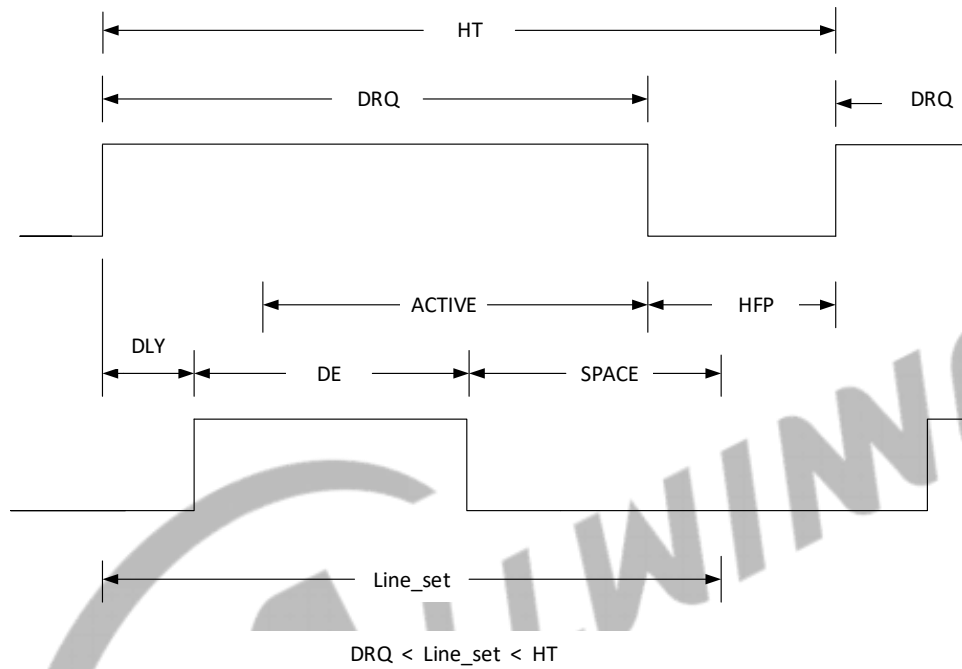 HT
DRQ DRQ
ACTIVE HFP
DLY
DE SPACE
Line_set
DRQ < Line_set < HT